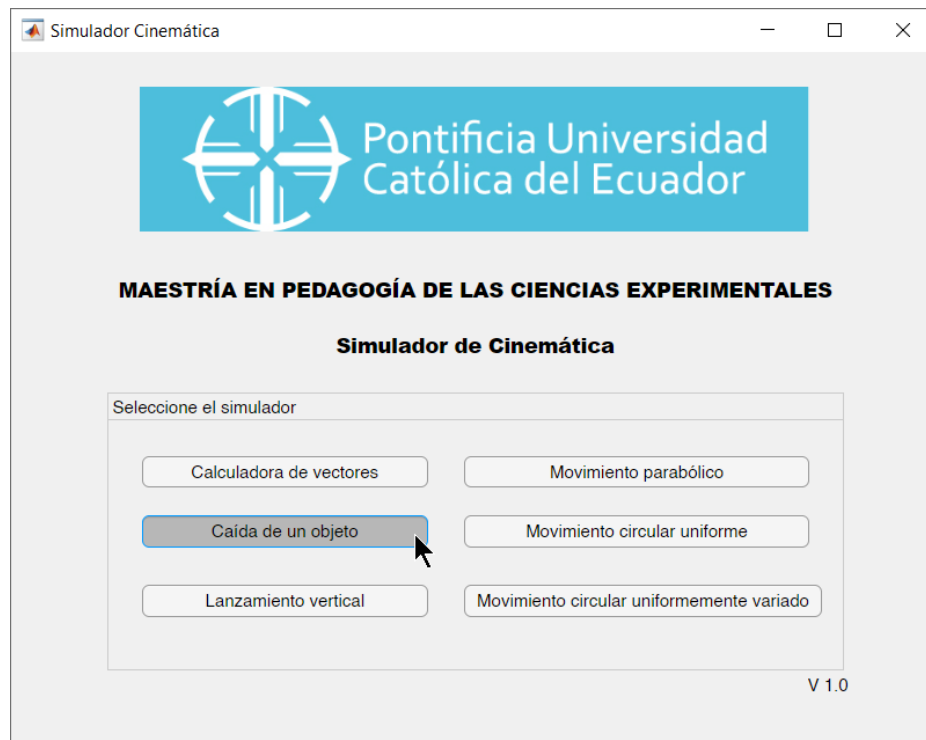 Simulador Cinemática
Pontificia Universidad
Católica del Ecuador
MAESTRÍA EN PEDAGOGÍA DE LAS CIENCIAS EXPERIMENTALES
Simulador de Cinemática
Seleccione el simulador
Calculadora de vectores
Movimiento parabólico
Caída de un objeto
Movimiento circular uniforme
Lanzamiento vertical
Movimiento circular uniformemente variado
V 1.0